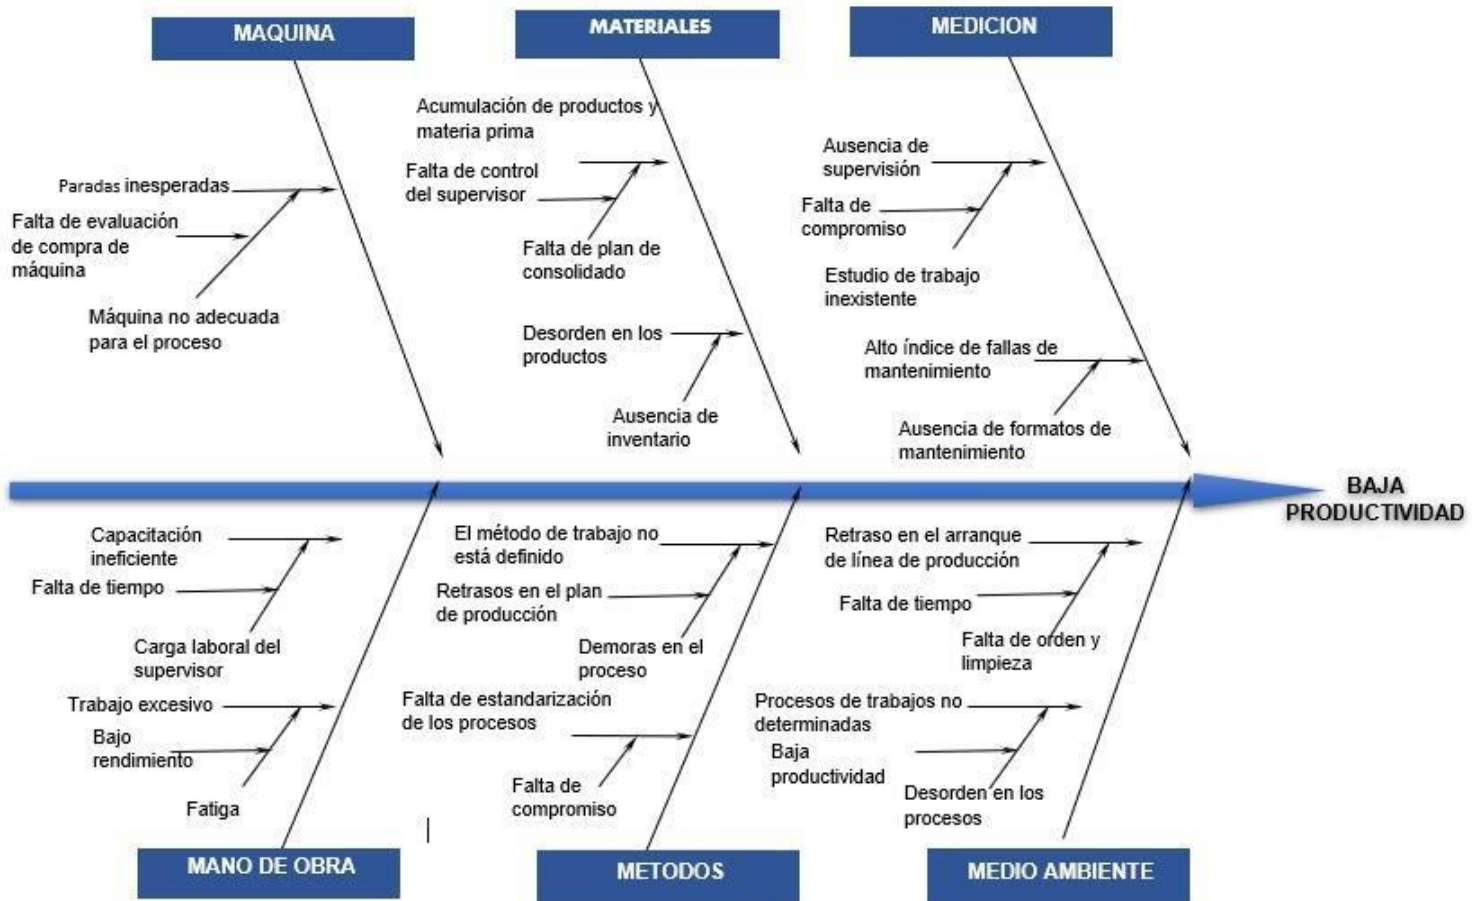 MAQUINA
MATERIALES
MEDICION
Paradas inesperadas
Falta de evaluación
de compra de
máquina
Máquina no adecuada
para el proceso
Acumulación de productos y
materia prima
Falta de control
del supervisor
Falta de plan de
consolidado
Desorden en los
productos
Ausencia de
inventario
Ausencia de
supervisión
Falta de
compromiso
Estudio de trabajo
inexistente
Alto índice de fallas de
mantenimiento
Ausencia de formatos de
mantenimiento
BAJA
PRODUCTIVIDAD
Capacitación
ineficiente
Falta de tiempo
Carga laboral del
supervisor
Trabajo excesivo
Bajo
rendimiento
Fatiga
El método de trabajo no
está definido
Retrasos en el plan
de producción
Demoras en el
proceso
Falta de estandarización
de los procesos
Falta de
compromiso
Retraso en el arranque
de línea de producción
Falta de tiempo
Falta de orden y
limpieza
Procesos de trabajos no
determinadas
Baja
productividad
Desorden en los
procesos
MANO DE OBRA
METODOS
MEDIO AMBIENTE